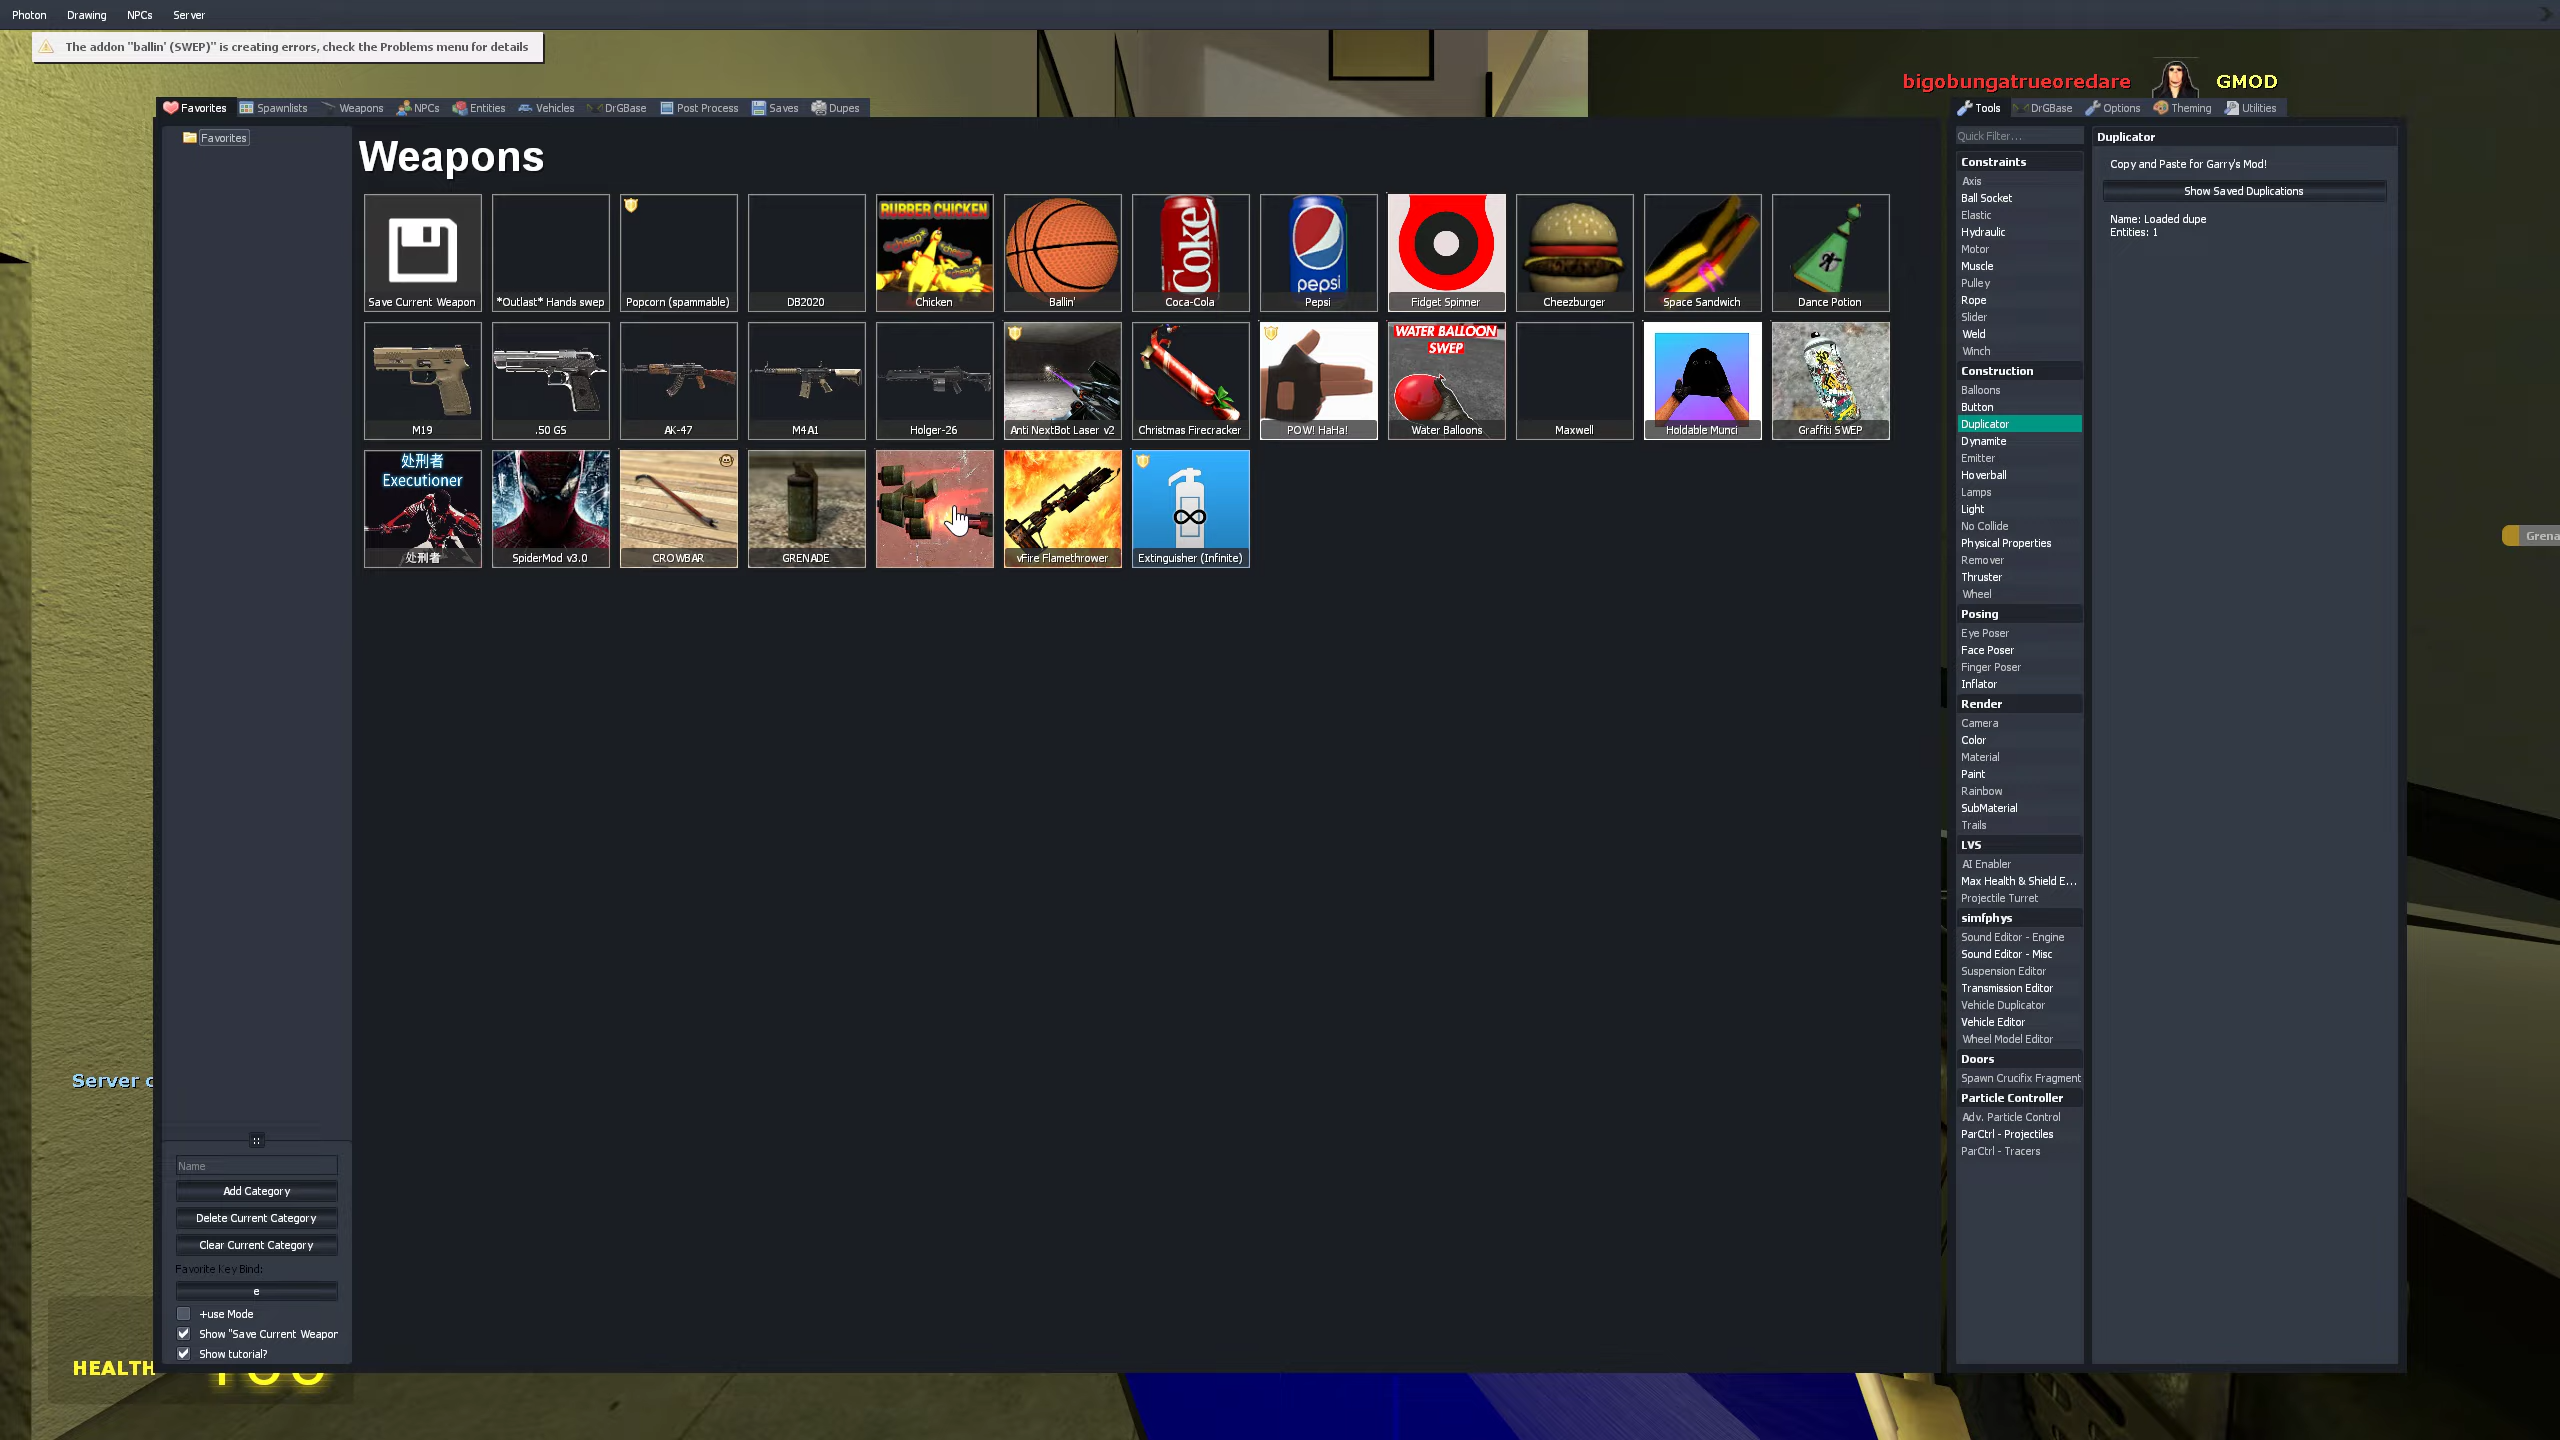 Photon Drawing NPCs Server
The addon "ballin' (SWEP)" is creating errors, check the Problems menu for details
bigobungatrueoredare GMOD
Favorites Spawnlists Weapons NPCs Entities Vehicles DrGBase Post Process Saves Dupes
Tools DrGBase Options Theming Utilities
Favorites
Weapons
RUBBER CHICKEN
Coke
pepsi
Save Current Weapon *Outlast* Hands swep Popcorn (spammable) DB2020 Chicken Ballin' Coca-Cola Pepsi Fidget Spinner Cheezburger Space Sandwich Dance Potion
WATER BALLOON
SWEP
M19 .50 GS AK-47 M4A1 Holger-26 Anti NextBot Laser v2 Christmas Firecracker POW! HaHa! Water Balloons Maxwell Holdable Munci Graffiti SWEP
处刑者
Executioner
处刑者 SpiderMod v3.0 CROWBAR GRENADE vFire Flamethrower Extinguisher (Infinite)
Server c
Name
Add Category
Delete Current Category
Clear Current Category
Favorite Key Bind:
e
+use Mode
Show "Save Current Weapor
Show tutorial?
HEALTH 100
Quick Filter...
Constraints
Axis
Ball Socket
Elastic
Hydraulic
Motor
Muscle
Pulley
Rope
Slider
Weld
Winch
Construction
Balloons
Button
Duplicator
Dynamite
Emitter
Hoverball
Lamps
Light
No Collide
Physical Properties
Remover
Thruster
Wheel
Posing
Eye Poser
Face Poser
Finger Poser
Inflator
Render
Camera
Color
Material
Paint
Rainbow
SubMaterial
Trails
LVS
AI Enabler
Max Health & Shield E...
Projectile Turret
simfphys
Sound Editor - Engine
Sound Editor - Misc
Suspension Editor
Transmission Editor
Vehicle Duplicator
Vehicle Editor
Wheel Model Editor
Doors
Spawn Crucifix Fragment
Particle Controller
Adv. Particle Control
ParCtrl - Projectiles
ParCtrl - Tracers
Duplicator
Copy and Paste for Garry's Mod!
Show Saved Duplications
Name: Loaded dupe
Entities: 1
Grena